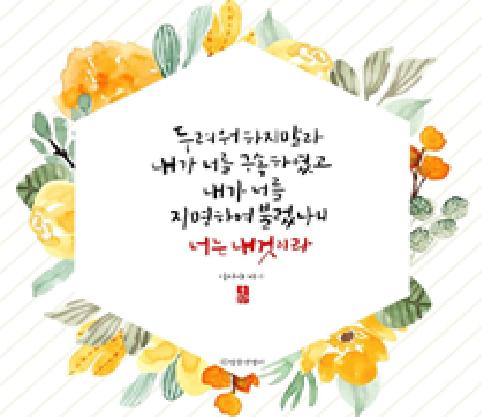 두려워하지말라
내가 너를 구속하였고
내가 너를
지명하여 불렀나니
너는 내것이라